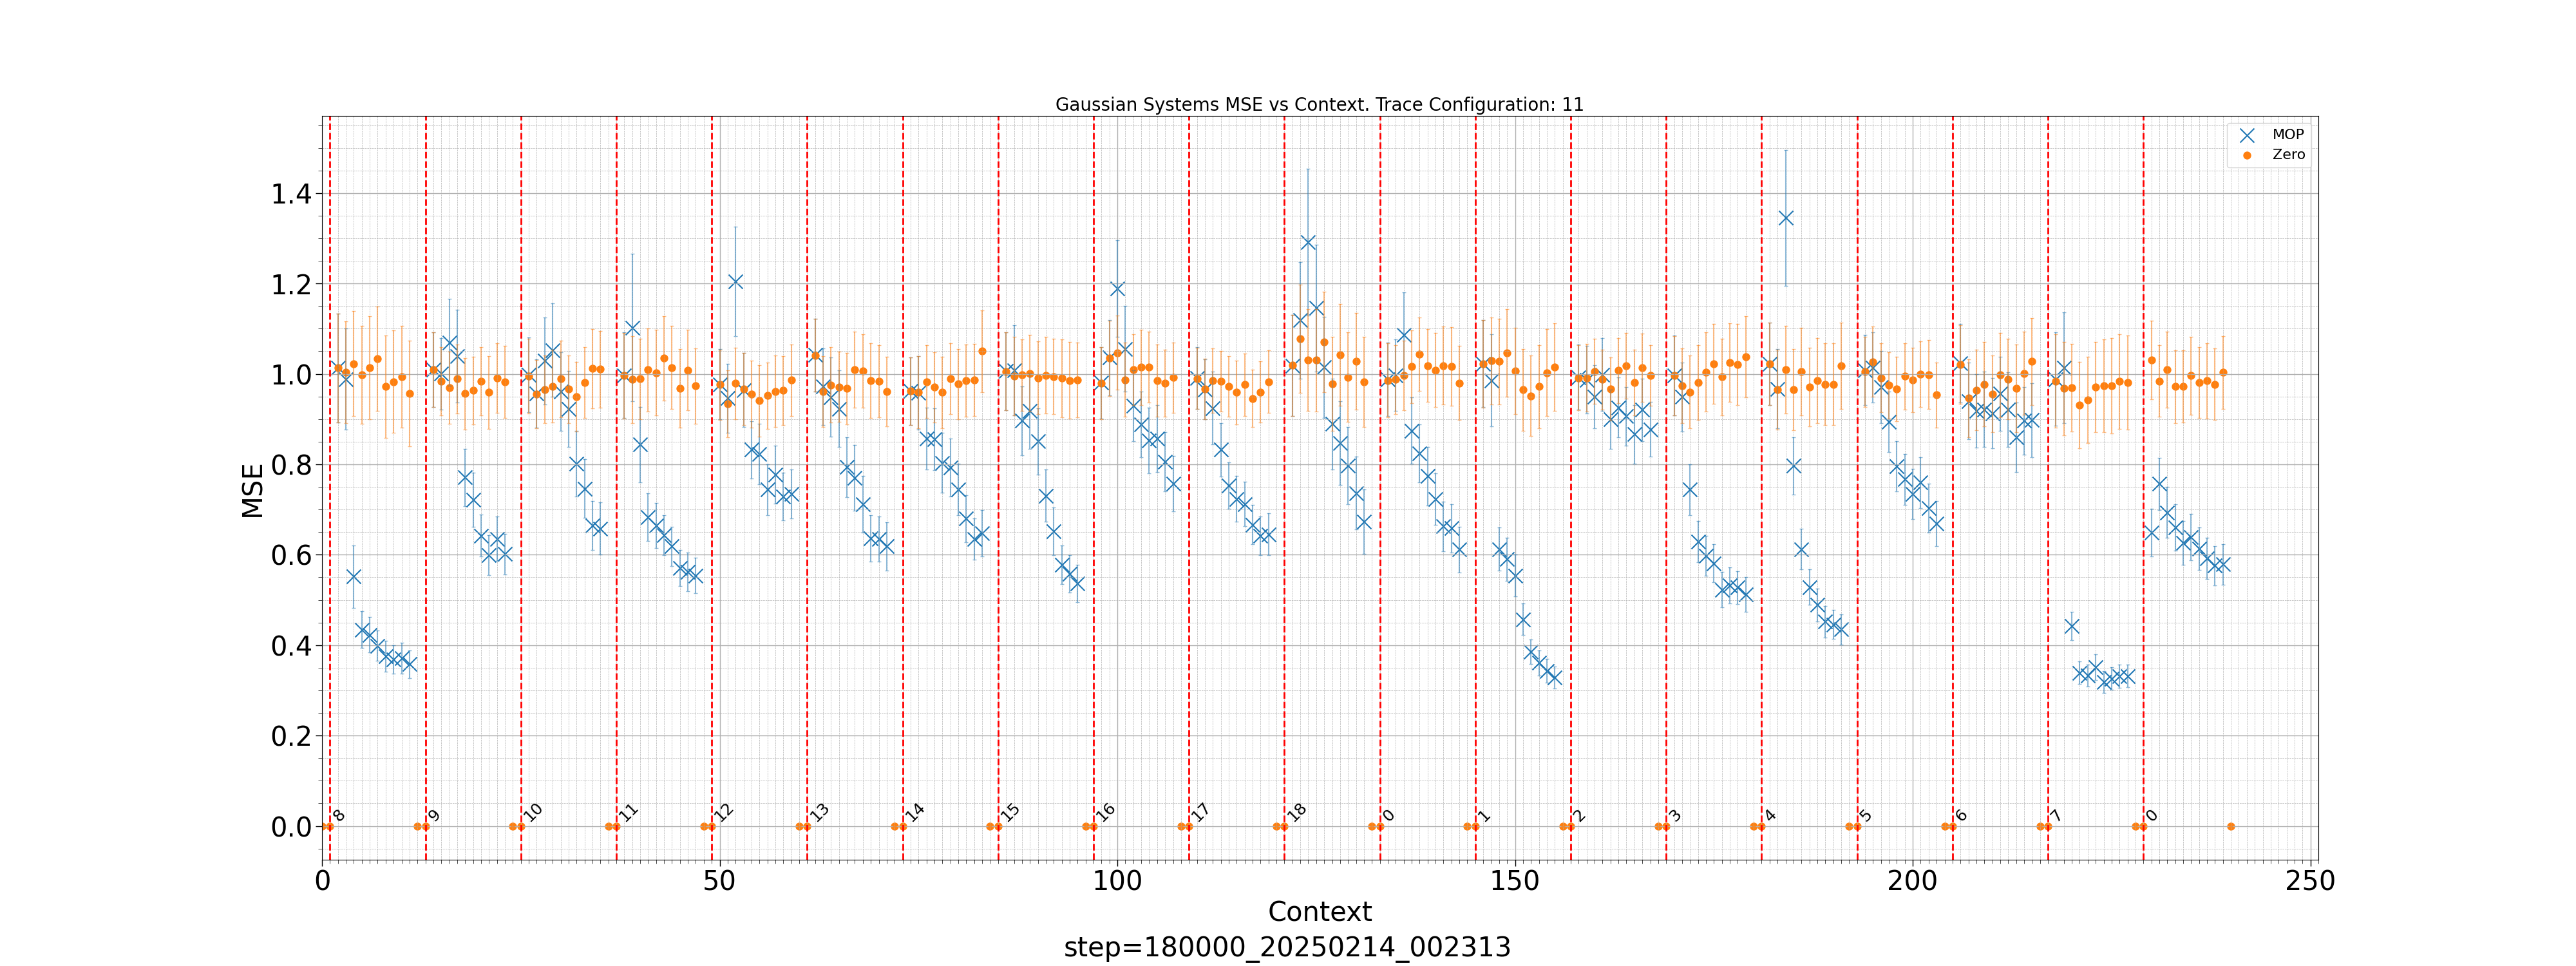 Gaussian Systems MSE vs Context. Trace Configuration: 11
MOP
Zero
MSE
1.4
1.2
1.0
0.8
0.6
0.4
0.2
0.0
8 9 10 11 12 13 14 15 16 17 18 0 1 2 3 4 5 6 7 0
0 50 100 150 200 250
Context
step=180000_20250214_002313